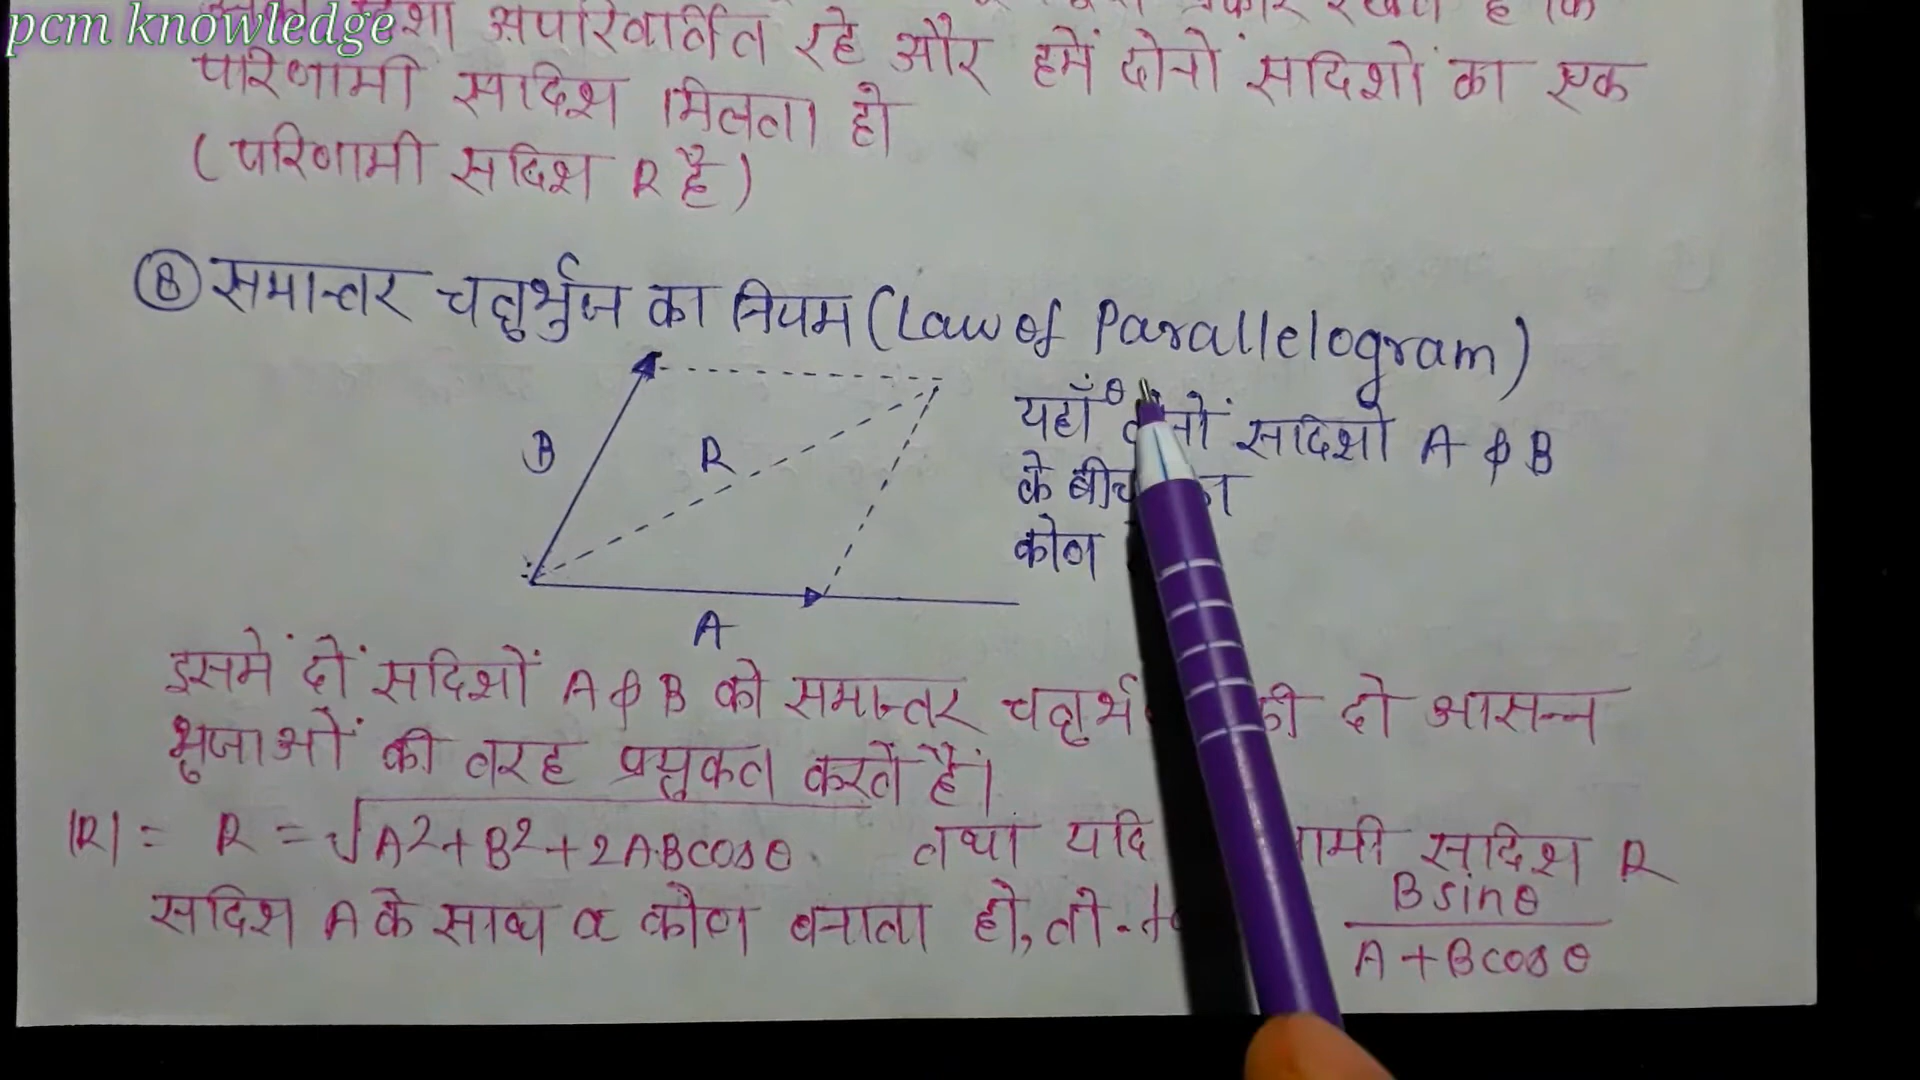 pcm knowledge
अपरिवर्तित रहे और हमें दोनों सदिशों का एक
परिणामी सदिश मिलता हो
(परिणामी सदिश R है)
Ⓑ समान्तर चतुर्भुज का नियम (Law of Parallelogram)
B
R
A
यहाँ θ सदिशो A & B
के बीच
कोण
इसमें दों सदिशों A & B को समान्तर चतुर्भ दो आसन्न
भुजाओं की तरह प्रयुक्त करते हैं।
|R| = R = √A²+B²+2A·Bcosθ. तथा यदि सदिश R
सदिश A के साथ α कोण बनाता हो, तो -
Bsinθ
A + Bcosθ